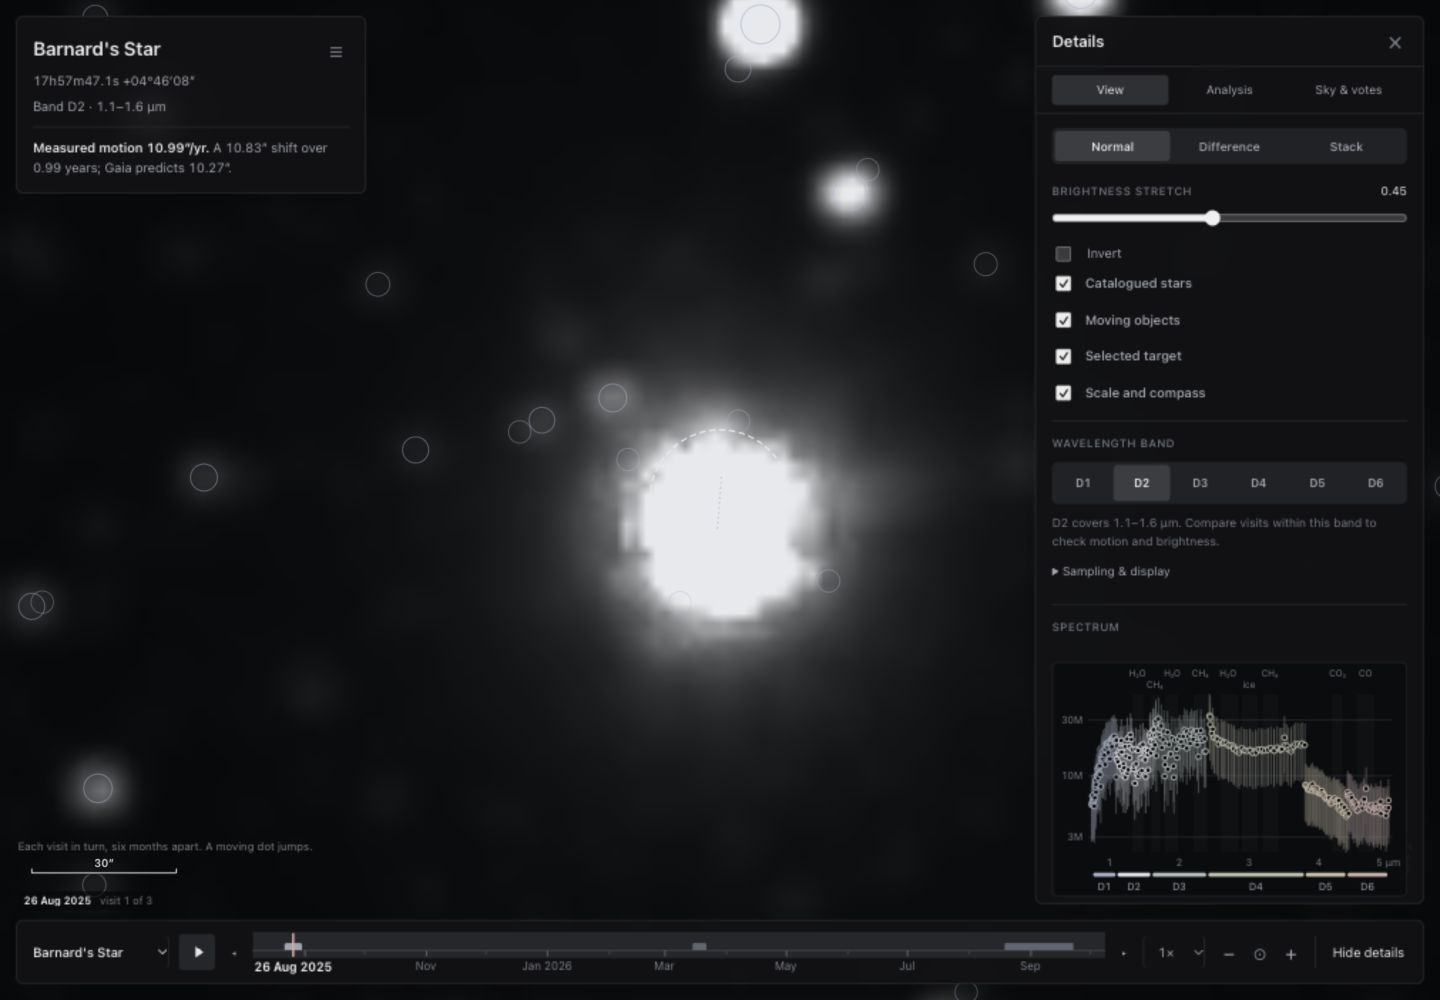 Barnard's Star
17h57m47.1s +04°46′08″
Band D2 · 1.1–1.6 µm
Measured motion 10.99″/yr. A 10.83″ shift over
0.99 years; Gaia predicts 10.27″.
Details
View
Analysis
Sky & votes
Normal
Difference
Stack
BRIGHTNESS STRETCH 0.45
Invert
Catalogued stars
Moving objects
Selected target
Scale and compass
WAVELENGTH BAND
D1 D2 D3 D4 D5 D6
D2 covers 1.1–1.6 µm. Compare visits within this band to
check motion and brightness.
Sampling & display
SPECTRUM
H₂O H₂O CH₄ H₂O CH₄ CO₂ CO
CH₄ Ice
30M
10M
3M
1 2 3 4 5 µm
D1 D2 D3 D4 D5 D6
Each visit in turn, six months apart. A moving dot jumps.
30″
26 Aug 2025 visit 1 of 3
Barnard's Star
26 Aug 2025 Nov Jan 2026 Mar May Jul Sep
1×
Hide details